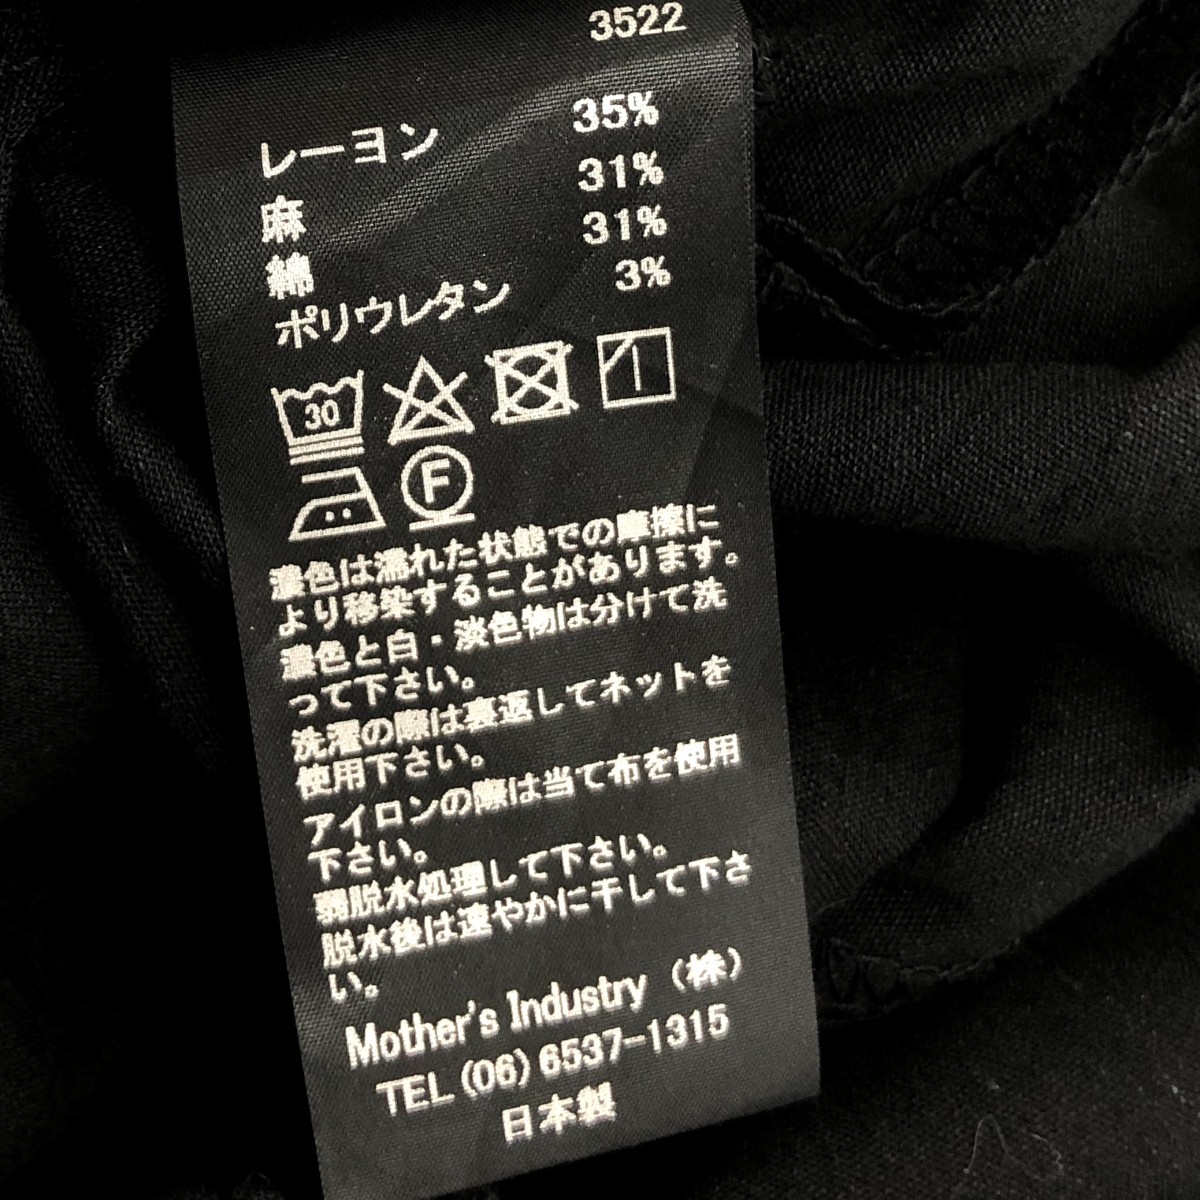 3522
レーヨン 35%
麻 31%
綿 31%
ポリウレタン 3%
30
F
濃色は濡れた状態での摩擦に
より移染することがあります。
濃色と白・淡色物は分けて洗
って下さい。
洗濯の際は裏返してネットを
使用下さい。
アイロンの際は当て布を使用
下さい。
弱脱水処理して下さい。
脱水後は速やかに干して下さ
い。
Mother's Industry (株)
TEL (06) 6537-1315
日本製